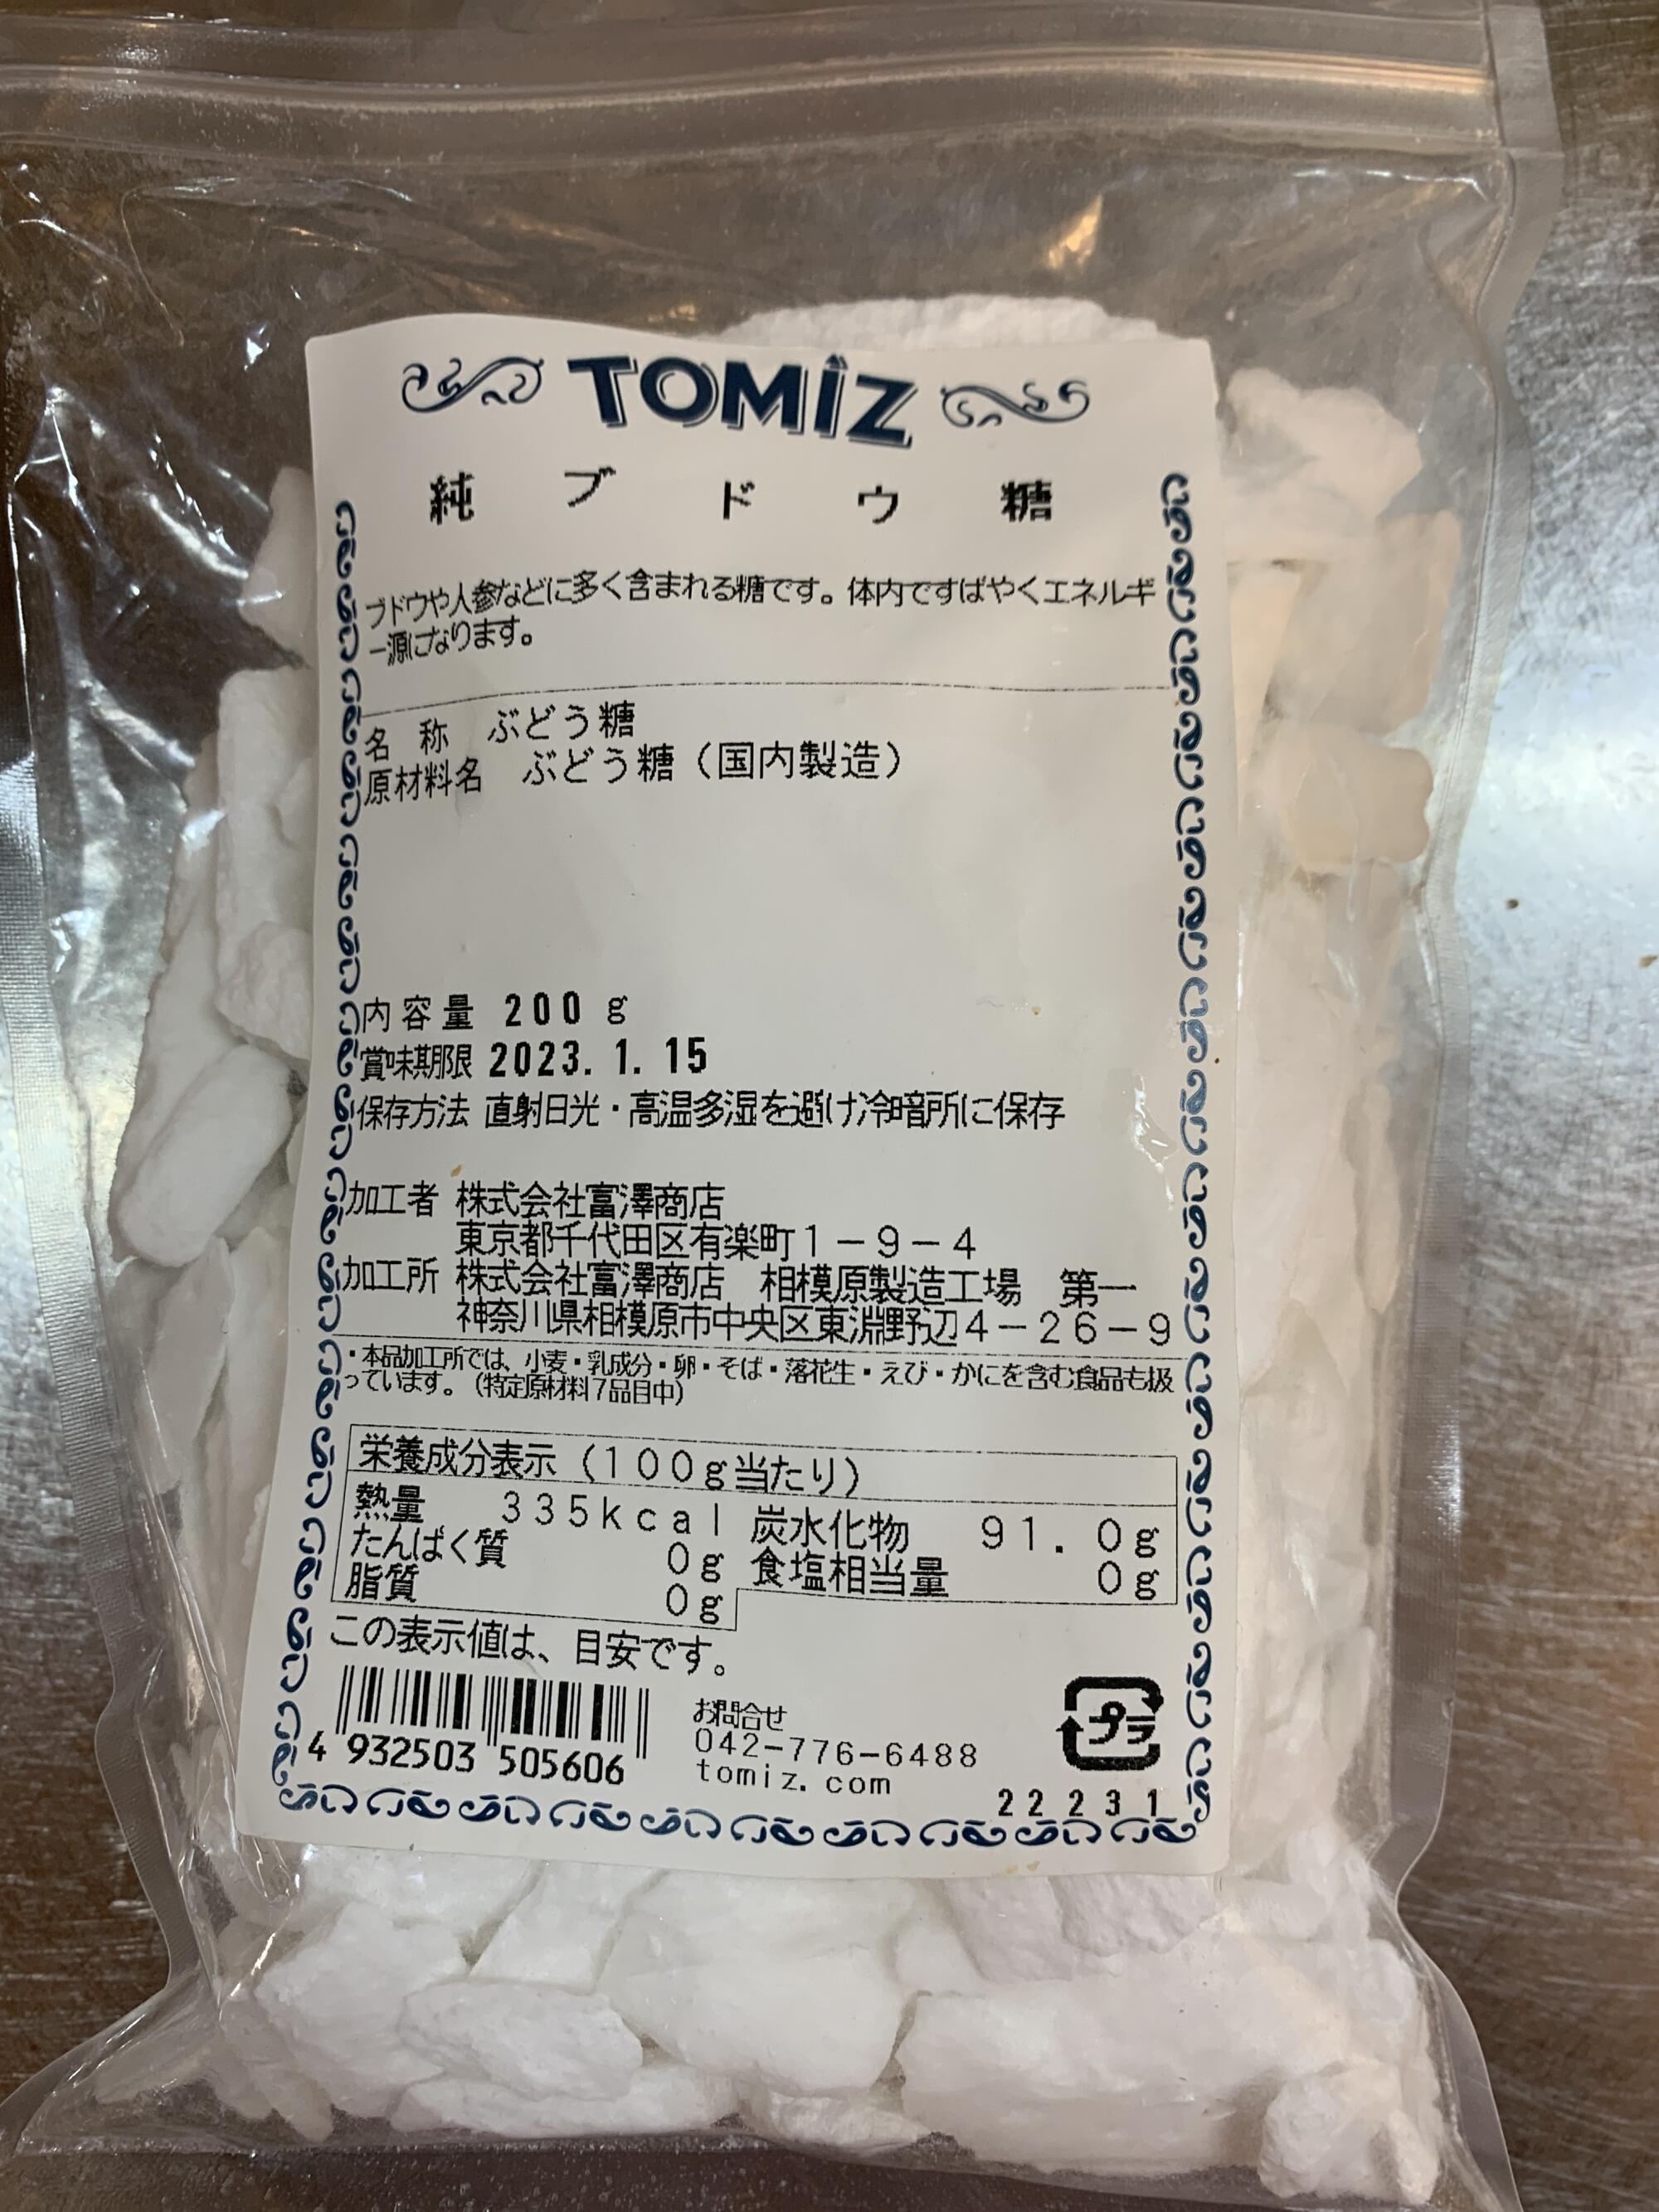 TOMIZ
純ブドウ糖
ブドウや人参などに多く含まれる糖です。体内ですばやくエネルギ
ー源になります。
名 称 ぶどう糖
原材料名 ぶどう糖（国内製造）
内容量 200 g
賞味期限 2023. 1. 15
保存方法 直射日光・高温多湿を避け冷暗所に保存
加工者 株式会社富澤商店
東京都千代田区有楽町１－９－４
加工所 株式会社富澤商店 相模原製造工場 第一
神奈川県相模原市中央区東淵野辺４－２６－９
・本品加工所では、小麦・乳成分・卵・そば・落花生・えび・かにを含む食品も扱
っています。（特定原材料７品目中）
栄養成分表示（１００ｇ当たり）
熱量 ３３５ｋｃａｌ 炭水化物 ９１．０ｇ
たんぱく質 ０ｇ 食塩相当量 ０ｇ
脂質 ０ｇ
この表示値は、目安です。
4 932503 505606
お問合せ
042-776-6488
tomiz.com
プラ
22 231